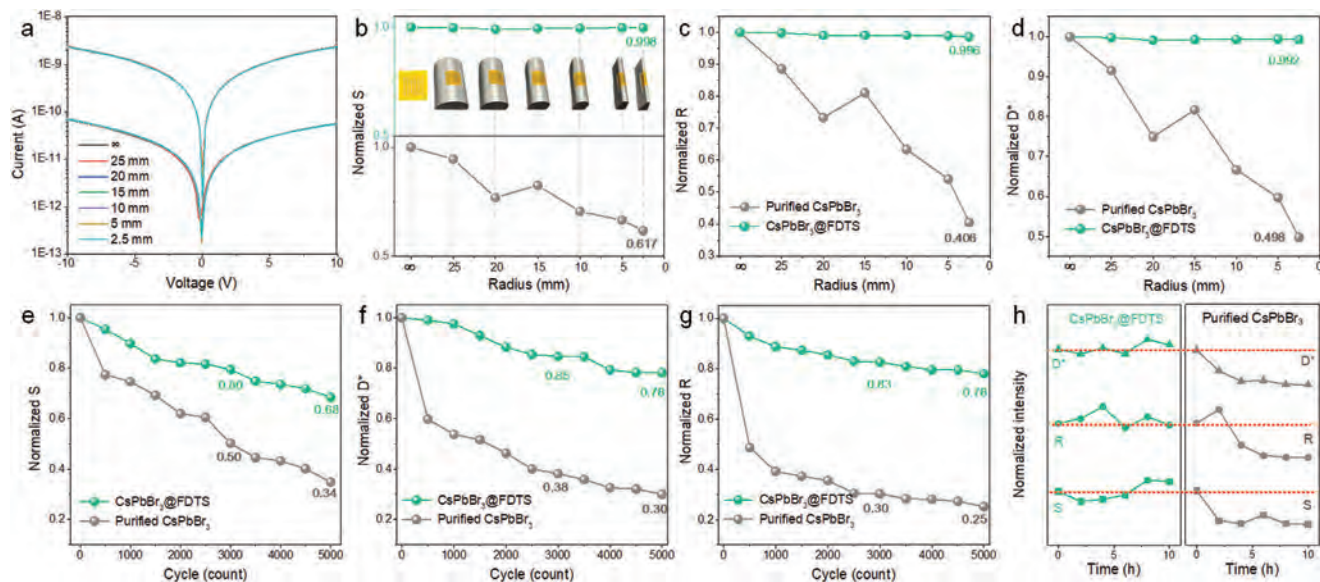 a
1E-8
1E-9
1E-10
1E-11
1E-12
1E-13
Current (A)
∞
25 mm
20 mm
15 mm
10 mm
5 mm
2.5 mm
-10 -5 0 5 10
Voltage (V)
b
1.0
0.998
0.5
1.0
0.617
0.5
Normalized S
∞ 25 20 15 10 5 0
Radius (mm)
c
1.0
0.9
0.8
0.7
0.6
0.5
0.4
0.3
Normalized R
0.996
Purified CsPbBr3
CsPbBr3@FDTS
0.406
∞ 25 20 15 10 5 0
Radius (mm)
d
1.0
0.9
0.8
0.7
0.6
0.5
Normalized D*
0.992
Purified CsPbBr3
CsPbBr3@FDTS
0.498
∞ 25 20 15 10 5 0
Radius (mm)
e
1.0
0.8
0.6
0.4
0.2
Normalized S
0.80
0.68
0.50
0.34
CsPbBr3@FDTS
Purified CsPbBr3
0 1000 2000 3000 4000 5000
Cycle (count)
f
1.0
0.8
0.6
0.4
0.2
Normalized D*
0.85
0.78
0.38
0.30
CsPbBr3@FDTS
Purified CsPbBr3
0 1000 2000 3000 4000 5000
Cycle (count)
g
1.0
0.8
0.6
0.4
0.2
Normalized R
0.83
0.78
0.30
0.25
CsPbBr3@FDTS
Purified CsPbBr3
0 1000 2000 3000 4000 5000
Cycle (count)
h
CsPbBr3@FDTS
Purified CsPbBr3
D*
D*
R
R
S
S
Normalized intensity
0 5 10
0 5 10
Time (h)
Time (h)